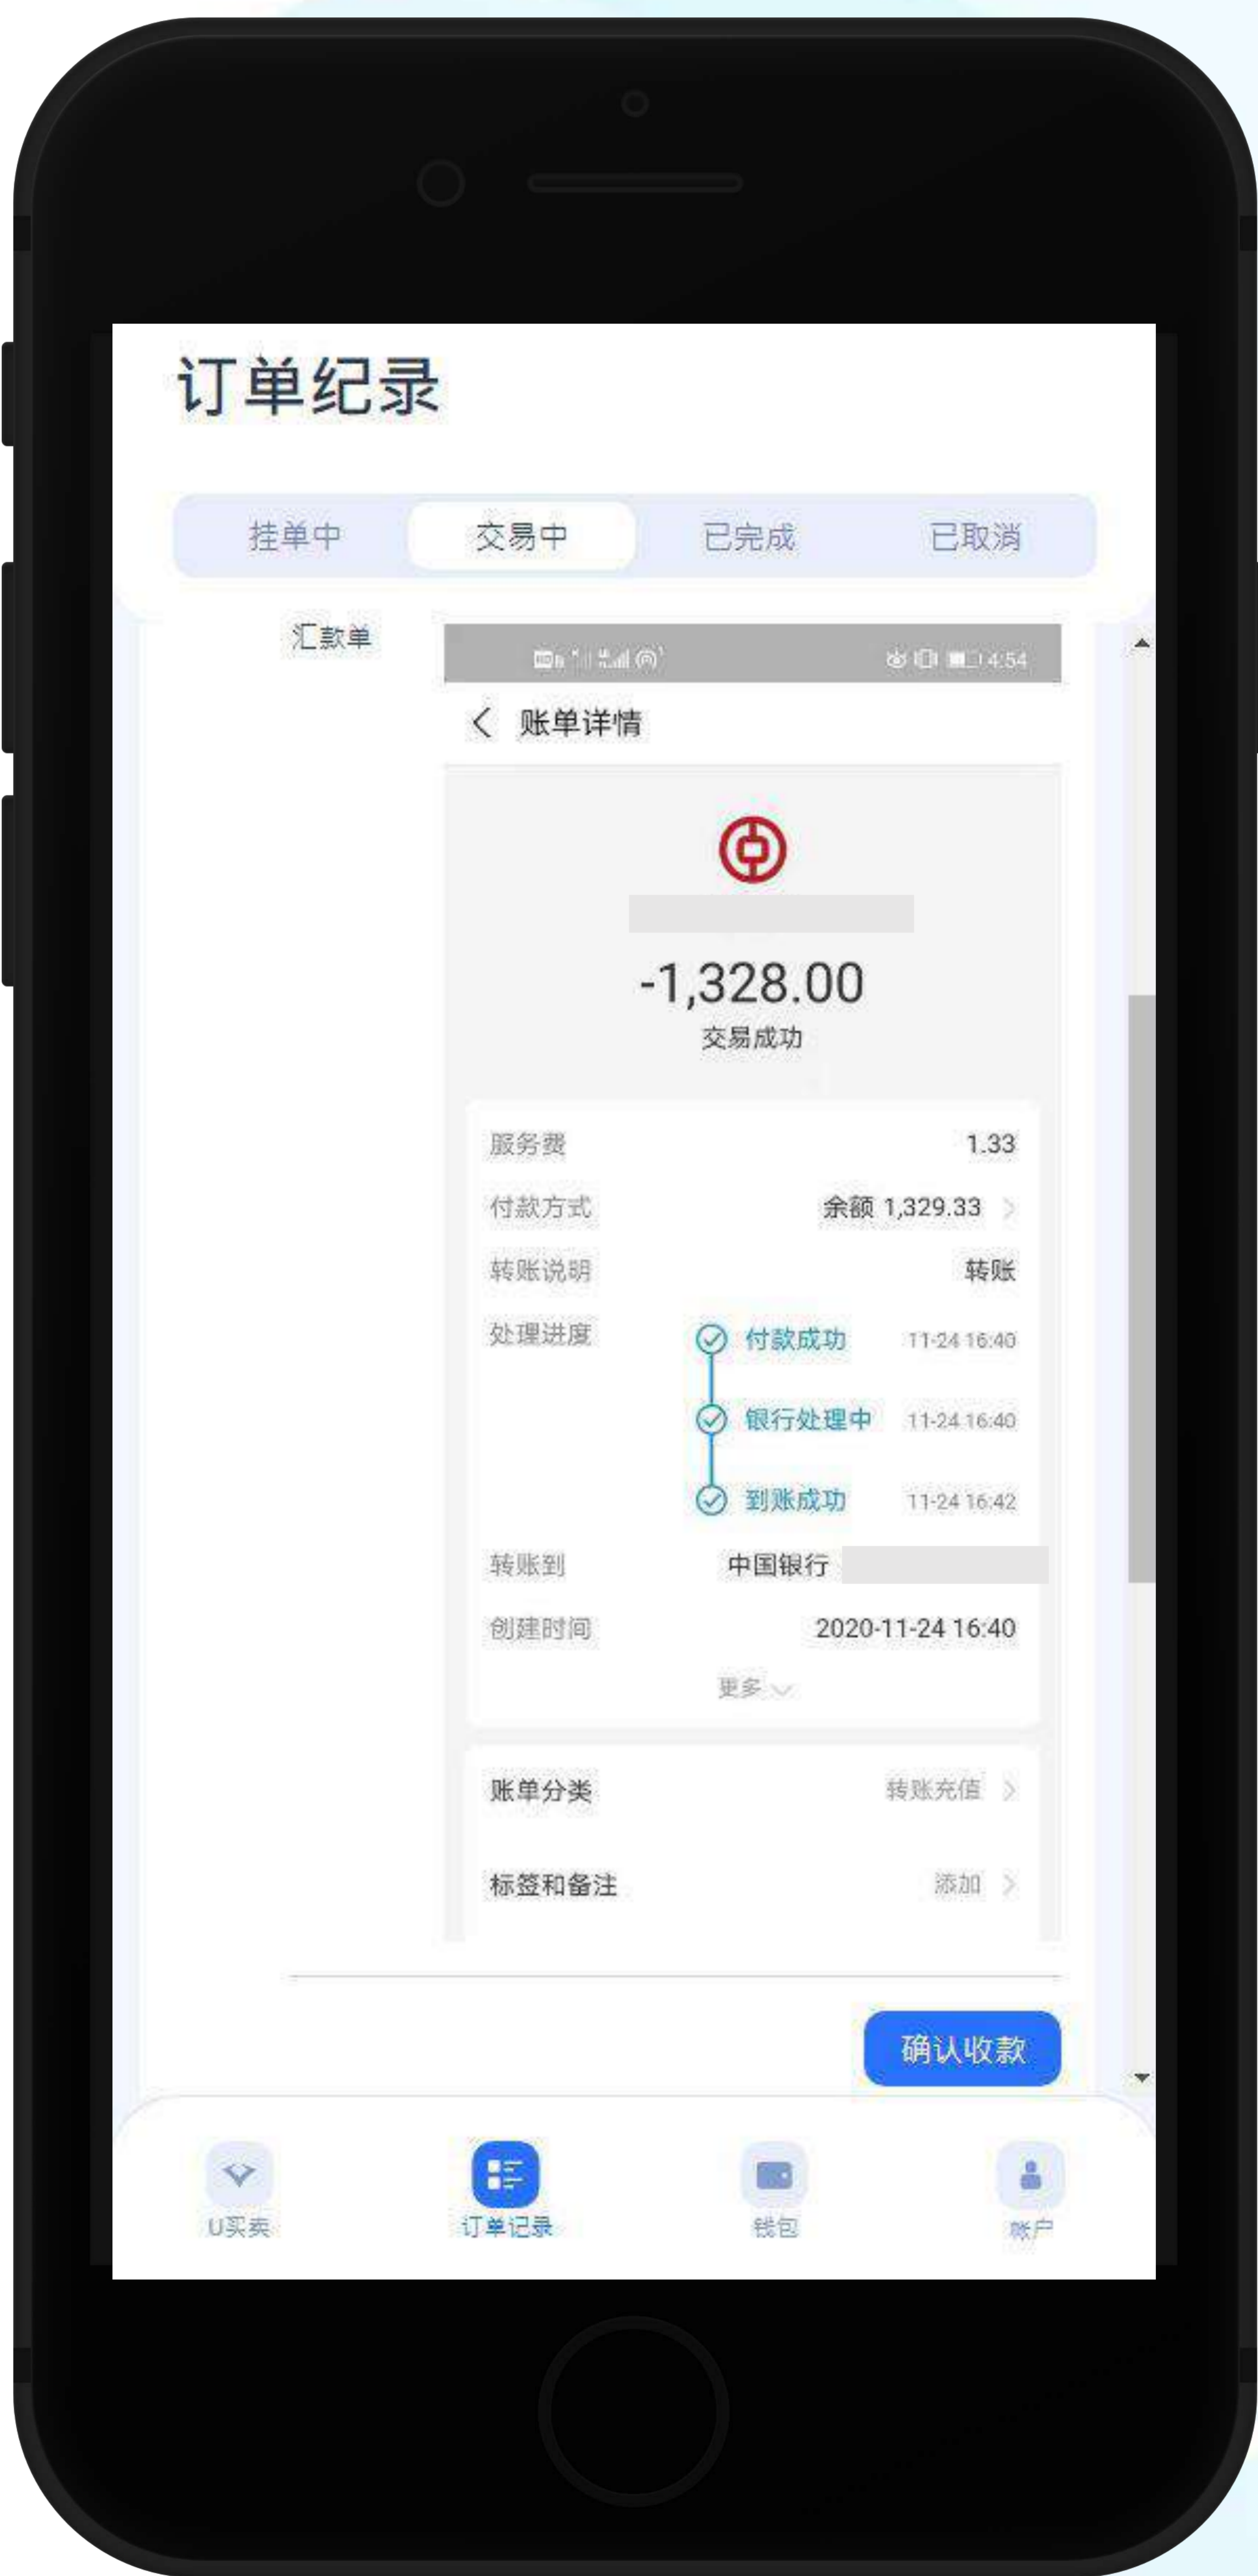 订单纪录
挂单中 交易中 已完成 已取消
汇款单
4:54
账单详情
-1,328.00
交易成功
服务费 1.33
付款方式 余额 1,329.33
转账说明 转账
处理进度 付款成功 11-24 16:40
银行处理中 11-24 16:40
到账成功 11-24 16:42
转账到 中国银行
创建时间 2020-11-24 16:40
更多
账单分类 转账充值
标签和备注 添加
确认收款
U买卖 订单记录 钱包 帐户